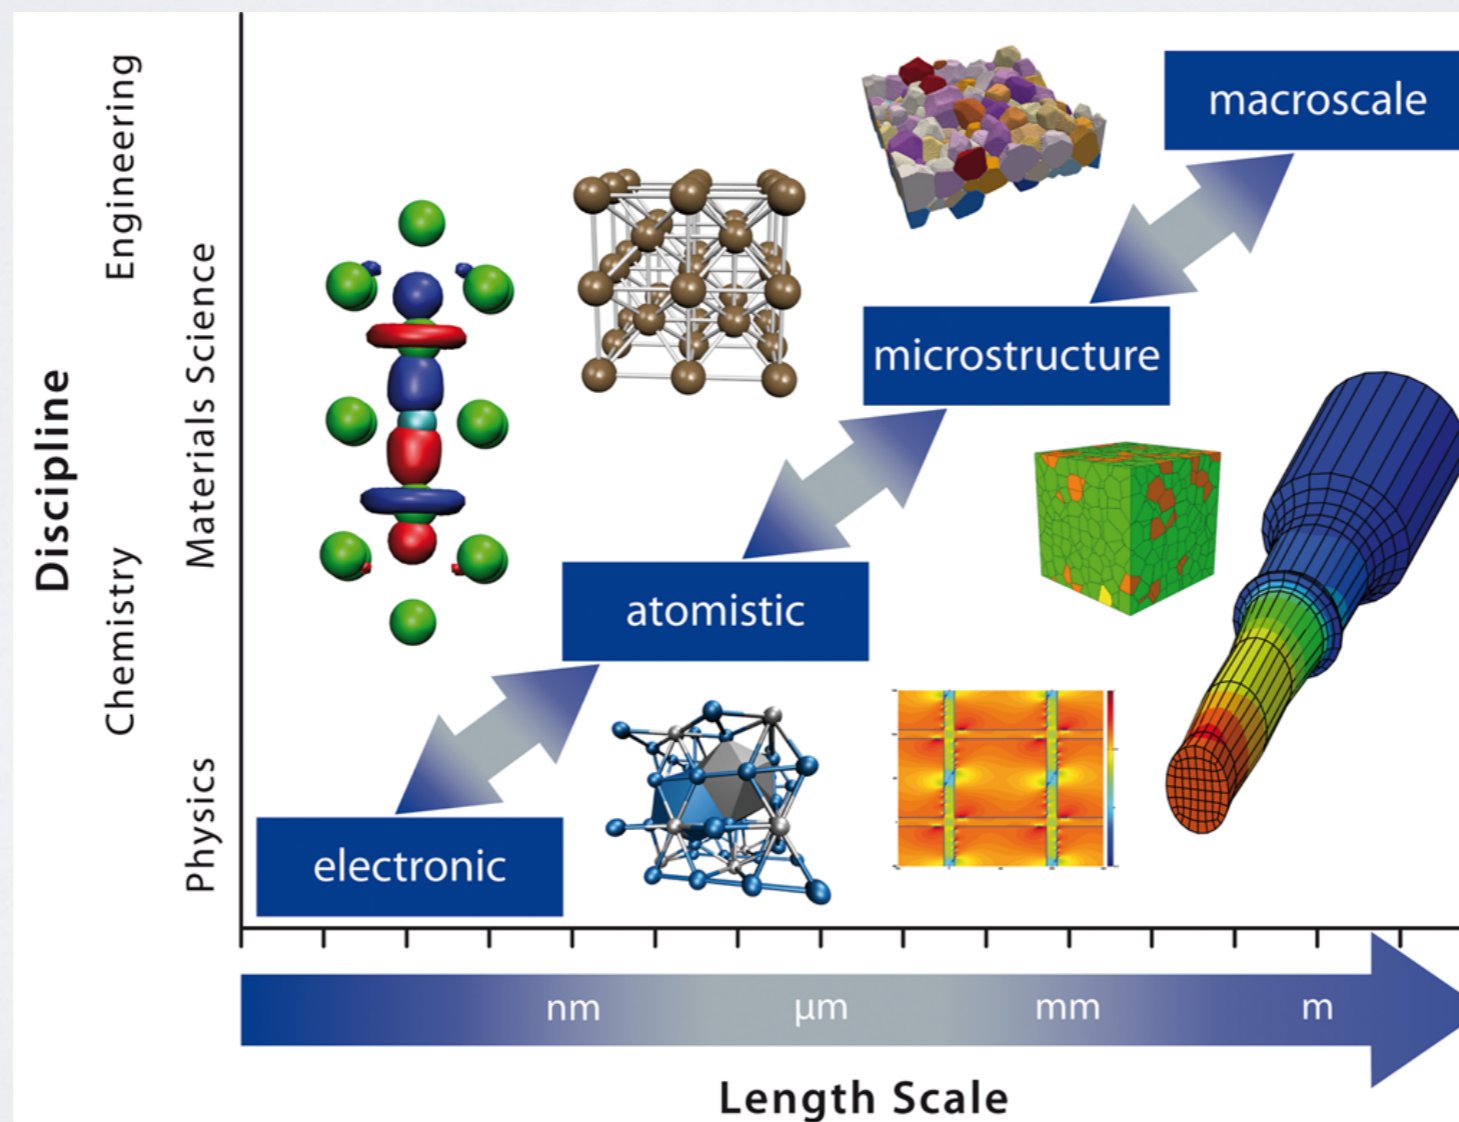 Discipline
Engineering
Materials Science
Chemistry
Physics
macroscale
microstructure
atomistic
electronic
nm
µm
mm
m
Length Scale